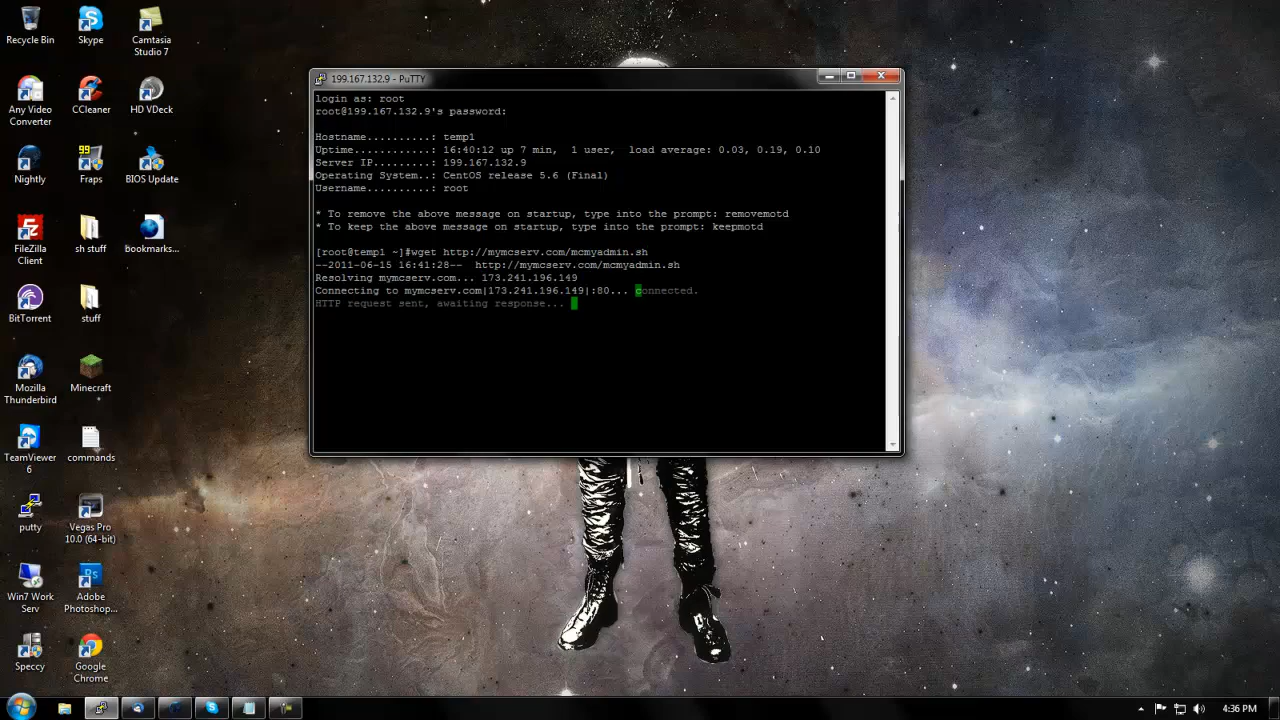 Recycle Bin
Skype
Camtasia Studio 7
Any Video Converter
CCleaner
HD VDeck
Nightly
99
Fraps
BIOS Update
FileZilla Client
sh stuff
bookmarks...
BitTorrent
stuff
Mozilla Thunderbird
Minecraft
TeamViewer 6
commands
putty
Vegas Pro 10.0 (64-bit)
Win7 Work Serv
Ps
Adobe Photoshop...
Speccy
Google Chrome
199.167.132.9 - PuTTY
login as: root
root@199.167.132.9's password:
Hostname..........: temp1
Uptime............: 16:40:12 up 7 min,  1 user,  load average: 0.03, 0.19, 0.10
Server IP.........: 199.167.132.9
Operating System..: CentOS release 5.6 (Final)
Username..........: root
* To remove the above message on startup, type into the prompt: removemotd
* To keep the above message on startup, type into the prompt: keepmotd
[root@temp1 ~]#wget http://mymcserv.com/mcmyadmin.sh
--2011-06-15 16:41:28--  http://mymcserv.com/mcmyadmin.sh
Resolving mymcserv.com... 173.241.196.149
Connecting to mymcserv.com|173.241.196.149|:80... connected.
HTTP request sent, awaiting response...
4:36 PM